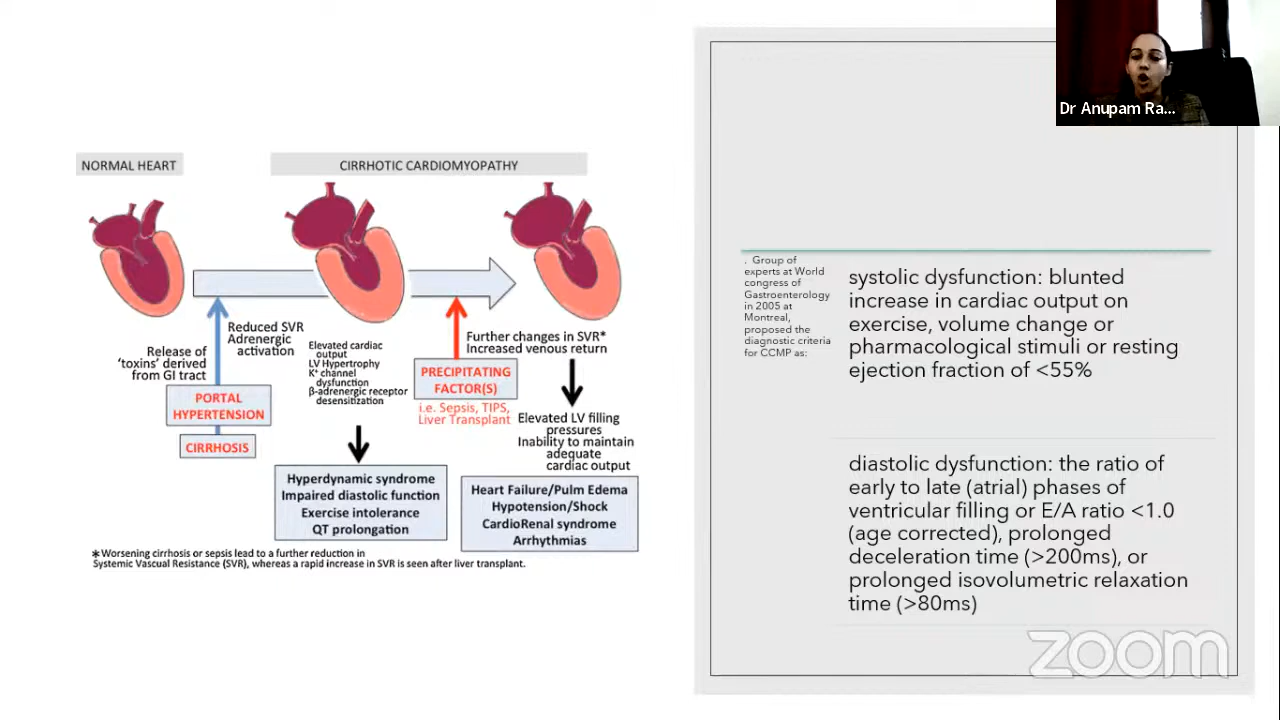 Dr Anupam Ra...
NORMAL HEART
CIRRHOTIC CARDIOMYOPATHY
Release of
'toxins' derived
from GI tract
Reduced SVR
Adrenergic
activation
PORTAL
HYPERTENSION
CIRRHOSIS
Elevated cardiac
output
LV Hypertrophy
K⁺ channel
dysfunction
β-adrenergic receptor
desensitization
Hyperdynamic syndrome
Impaired diastolic function
Exercise intolerance
QT prolongation
Further changes in SVR*
Increased venous return
PRECIPITATING
FACTOR(S)
i.e. Sepsis, TIPS,
Liver Transplant
Elevated LV filling
pressures
Inability to maintain
adequate
cardiac output
Heart Failure/Pulm Edema
Hypotension/Shock
CardioRenal syndrome
Arrhythmias
*Worsening cirrhosis or sepsis lead to a further reduction in
Systemic Vascual Resistance (SVR), whereas a rapid increase in SVR is seen after liver transplant.
. Group of
experts at World
congress of
Gastroenterology
in 2005 at
Montreal,
proposed the
diagnostic criteria
for CCMP as:
systolic dysfunction: blunted
increase in cardiac output on
exercise, volume change or
pharmacological stimuli or resting
ejection fraction of <55%
diastolic dysfunction: the ratio of
early to late (atrial) phases of
ventricular filling or E/A ratio <1.0
(age corrected), prolonged
deceleration time (>200ms), or
prolonged isovolumetric relaxation
time (>80ms)
zoom